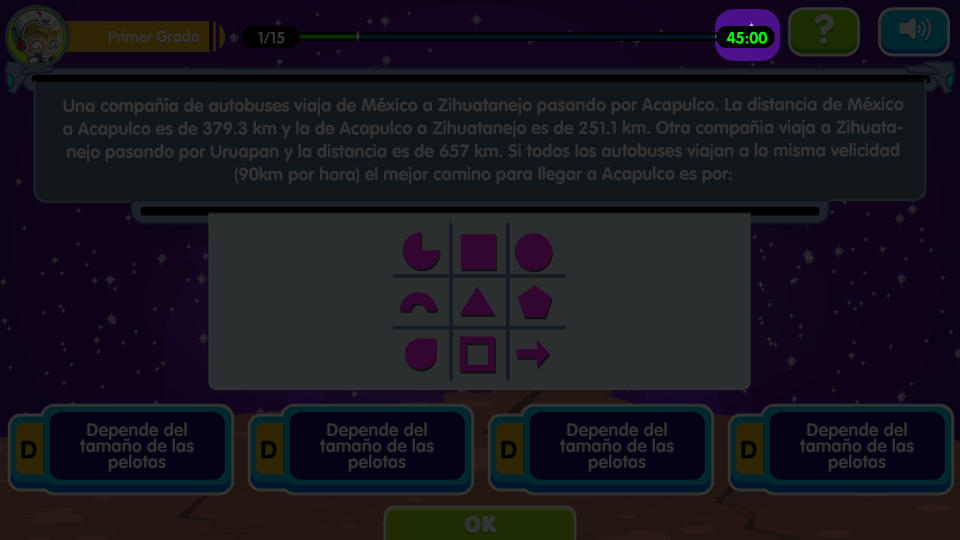 Primer Grado
1/15
45:00
?
Una compañía de autobuses viaja de México a Zihuatanejo pasando por Acapulco. La distancia de México
a Acapulco es de 379.3 km y la de Acapulco a Zihuatanejo es de 251.1 km. Otra compañia viaja a Zihuata-
nejo pasando por Uruapan y la distancia es de 657 km. Si todos los autobuses viajan a la misma velicidad
(90km por hora) el mejor camino para llegar a Acapulco es por:
D
Depende del
tamaño de las
pelotas
D
Depende del
tamaño de las
pelotas
D
Depende del
tamaño de las
pelotas
D
Depende del
tamaño de las
pelotas
OK